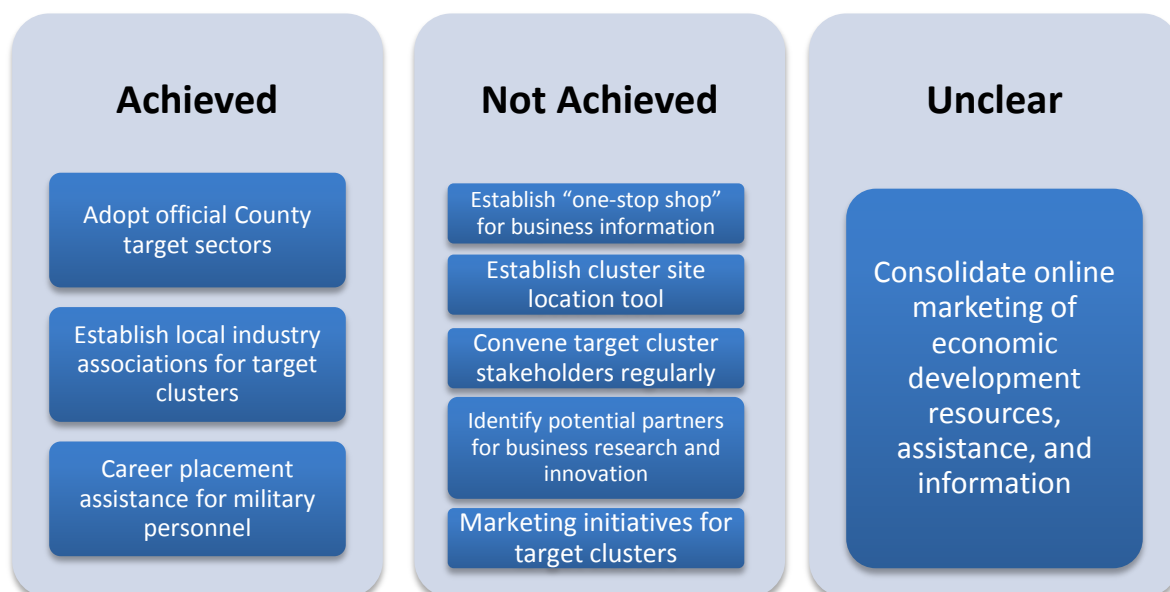 Achieved
Adopt official County
target sectors
Establish local industry
associations for target
clusters
Career placement
assistance for military
personnel
Not Achieved
Establish “one-stop shop”
for business information
Establish cluster site
location tool
Convene target cluster
stakeholders regularly
Identify potential partners
for business research and
innovation
Marketing initiatives for
target clusters
Unclear
Consolidate online
marketing of
economic
development
resources,
assistance, and
information